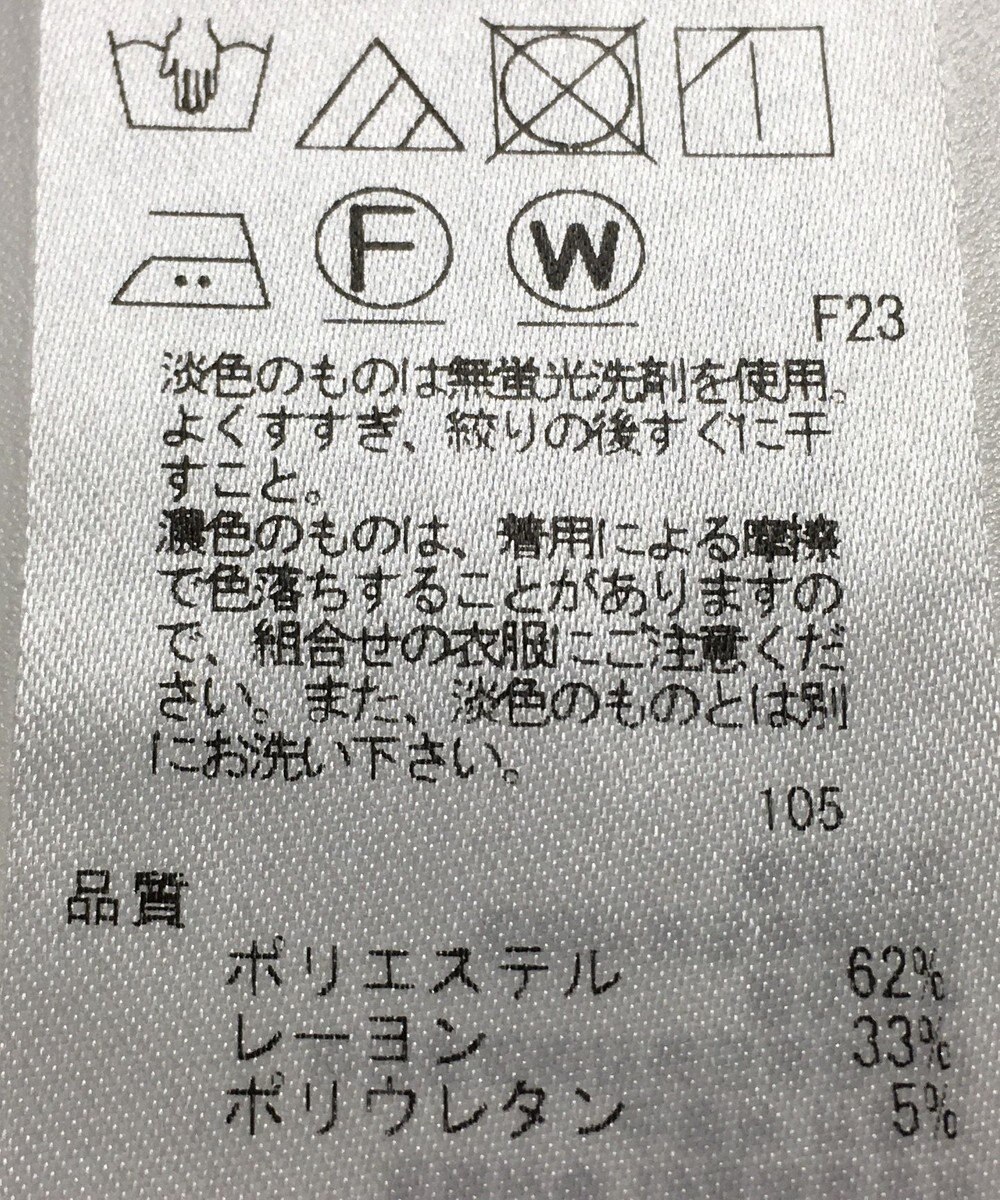 F W
F23
淡色のものは無蛍光洗剤を使用。
よくすすぎ、絞りの後すぐに干
すこと。
濃色のものは、着用による摩擦
で色落ちすることがありますの
で、組合せの衣服にご注意くだ
さい。また、淡色のものとは別
にお洗い下さい。
105
品質
ポリエステル 62%
レーヨン 33%
ポリウレタン 5%